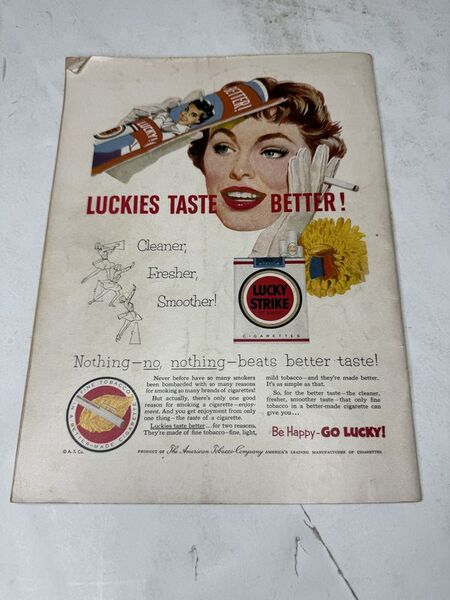 BETTER!
LUCKY!
LUCKIES TASTE BETTER!
Cleaner,
Fresher,
Smoother!
LUCKY
STRIKE
CIGARETTES
Nothing—no, nothing—beats better taste!
FINE TOBACCO IN A
BETTER-MADE CIGARETTE
Never before have so many smokers
been bombarded with so many reasons
for smoking so many brands of cigarettes!
But actually, there's only one good
reason for smoking a cigarette—enjoy-
ment. And you get enjoyment from only
one thing—the taste of a cigarette.
Luckies taste better...for two reasons.
They're made of fine tobacco—fine, light,
mild tobacco—and they're made better.
It's as simple as that.
So, for the better taste—the cleaner,
fresher, smoother taste—that only fine
tobacco in a better-made cigarette can
give you...
Be Happy-GO LUCKY!
© A. T. Co.
PRODUCT OF The American Tobacco Company AMERICA'S LEADING MANUFACTURER OF CIGARETTES